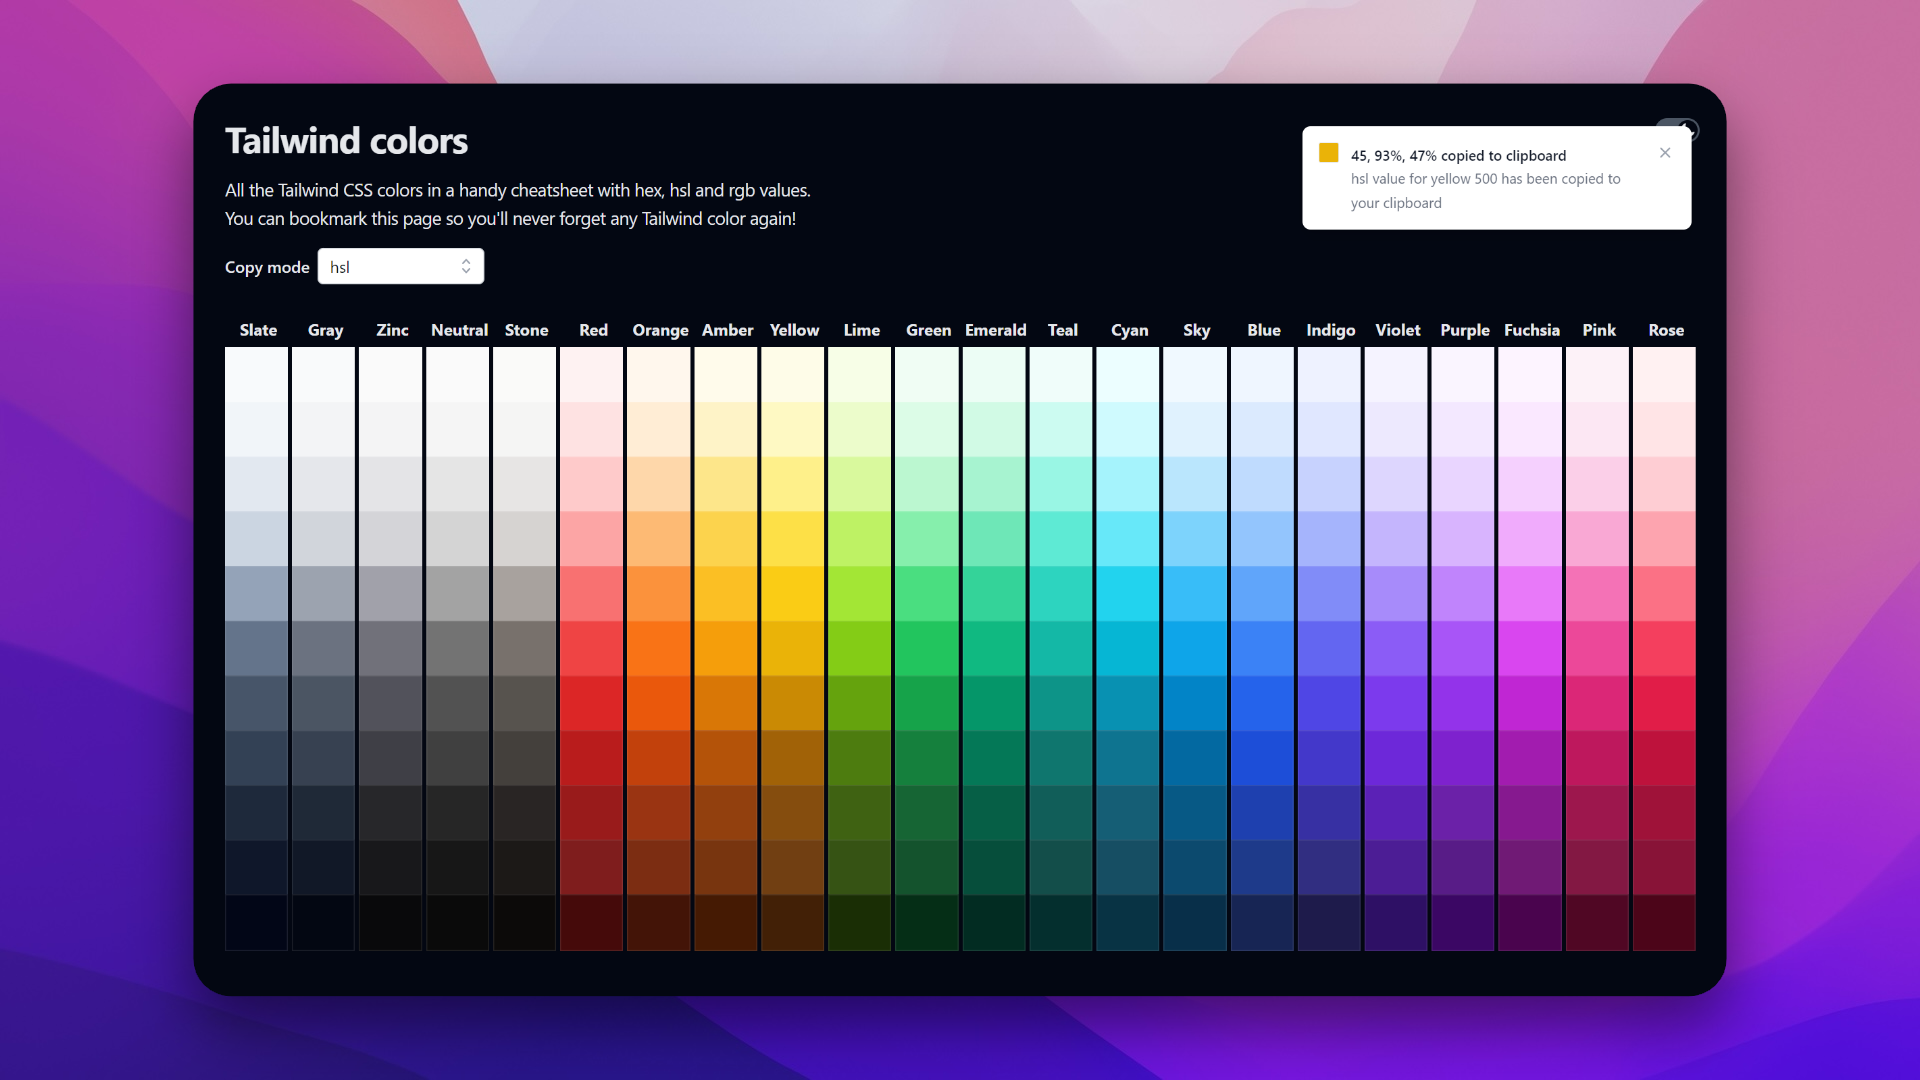 Tailwind colors
All the Tailwind CSS colors in a handy cheatsheet with hex, hsl and rgb values.
You can bookmark this page so you'll never forget any Tailwind color again!
45, 93%, 47% copied to clipboard
hsl value for yellow 500 has been copied to
your clipboard
Copy mode hsl
Slate Gray Zinc Neutral Stone Red Orange Amber Yellow Lime Green Emerald Teal Cyan Sky Blue Indigo Violet Purple Fuchsia Pink Rose